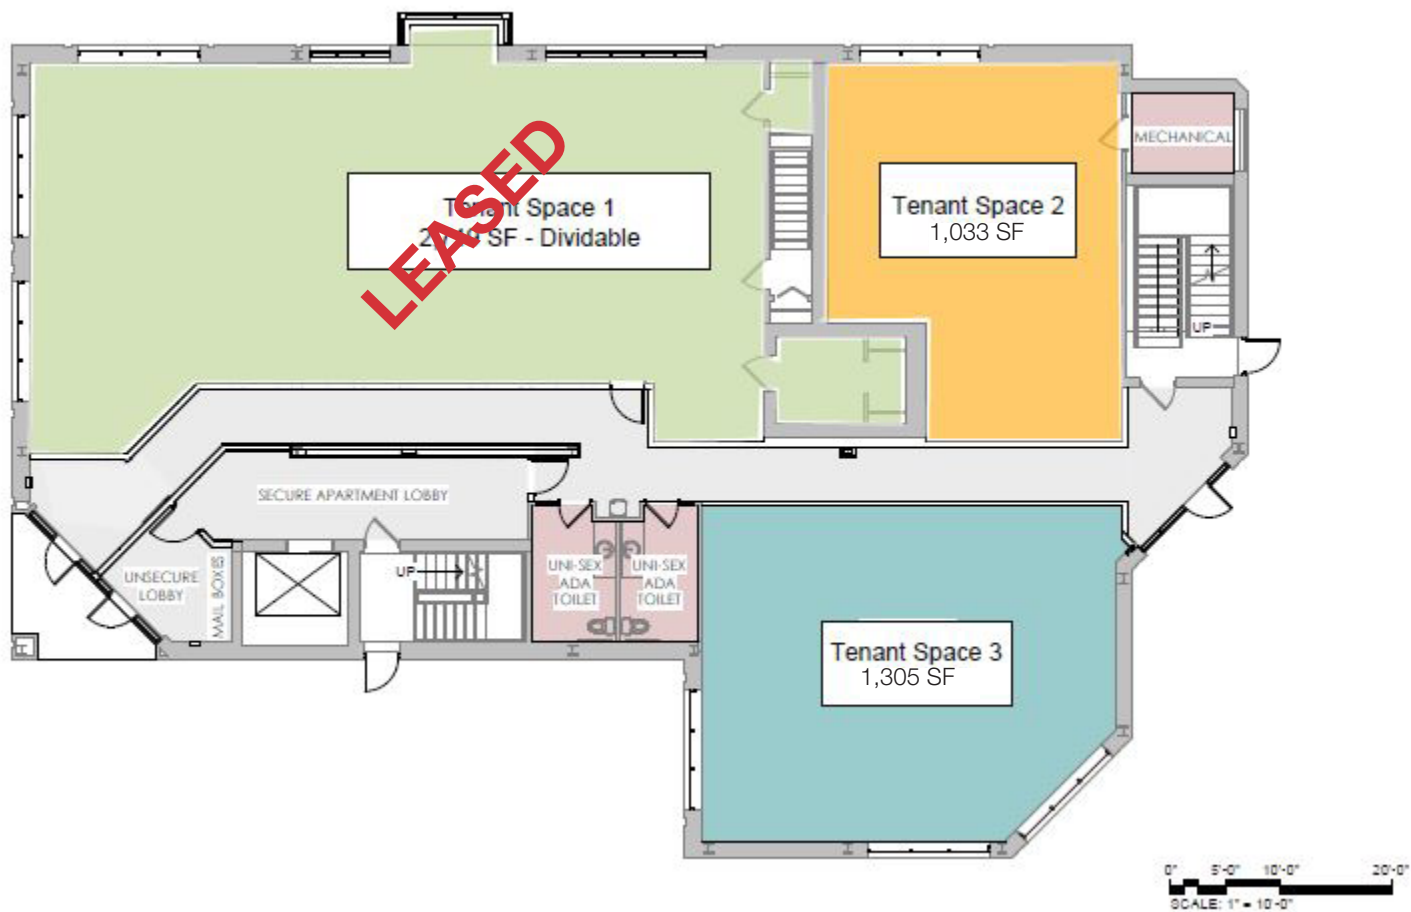 MECHANICAL
Tenant Space 1
SF - Dividable
LEASED
Tenant Space 2
1,033 SF
UP
SECURE APARTMENT LOBBY
UNSECURE
LOBBY
MAIL BOXES
UP
UNI-SEX
ADA
TOILET
UNI-SEX
ADA
TOILET
Tenant Space 3
1,305 SF
0" 5'-0" 10'-0" 20'-0"
SCALE: 1" = 10'-0"